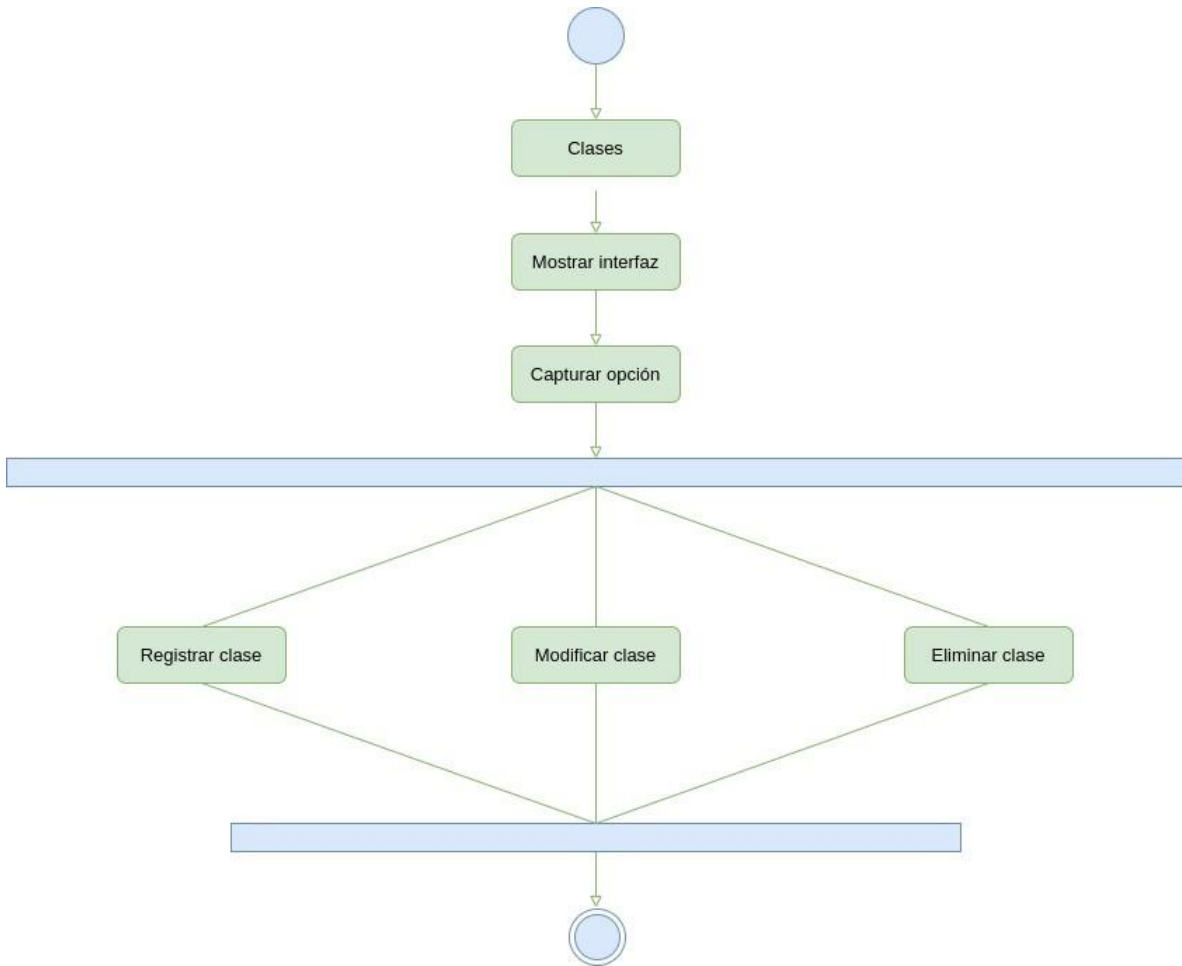 Clases
Mostrar interfaz
Capturar opción
Registrar clase
Modificar clase
Eliminar clase